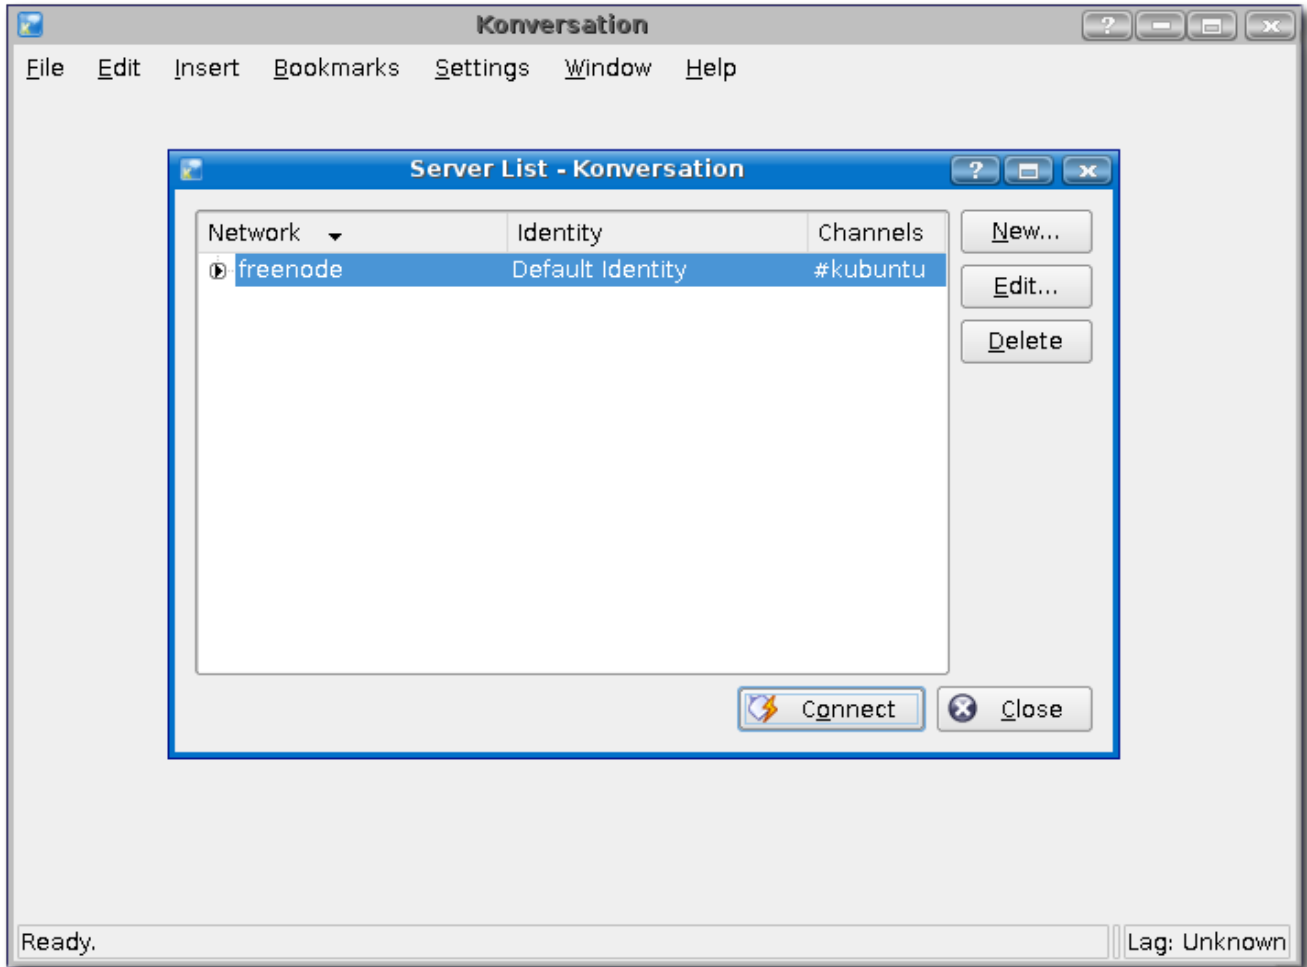 Konversation
File Edit Insert Bookmarks Settings Window Help
Server List - Konversation
Network Identity Channels
freenode Default Identity #kubuntu
New...
Edit...
Delete
Connect Close
Ready. Lag: Unknown